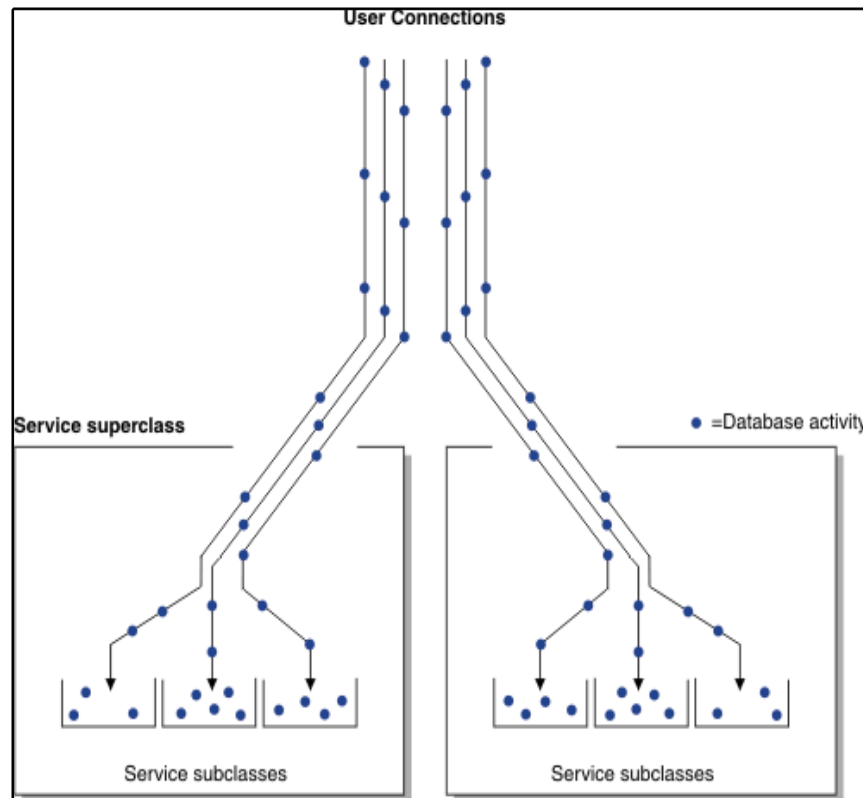 User Connections
Service superclass
=Database activity
Service subclasses
Service subclasses